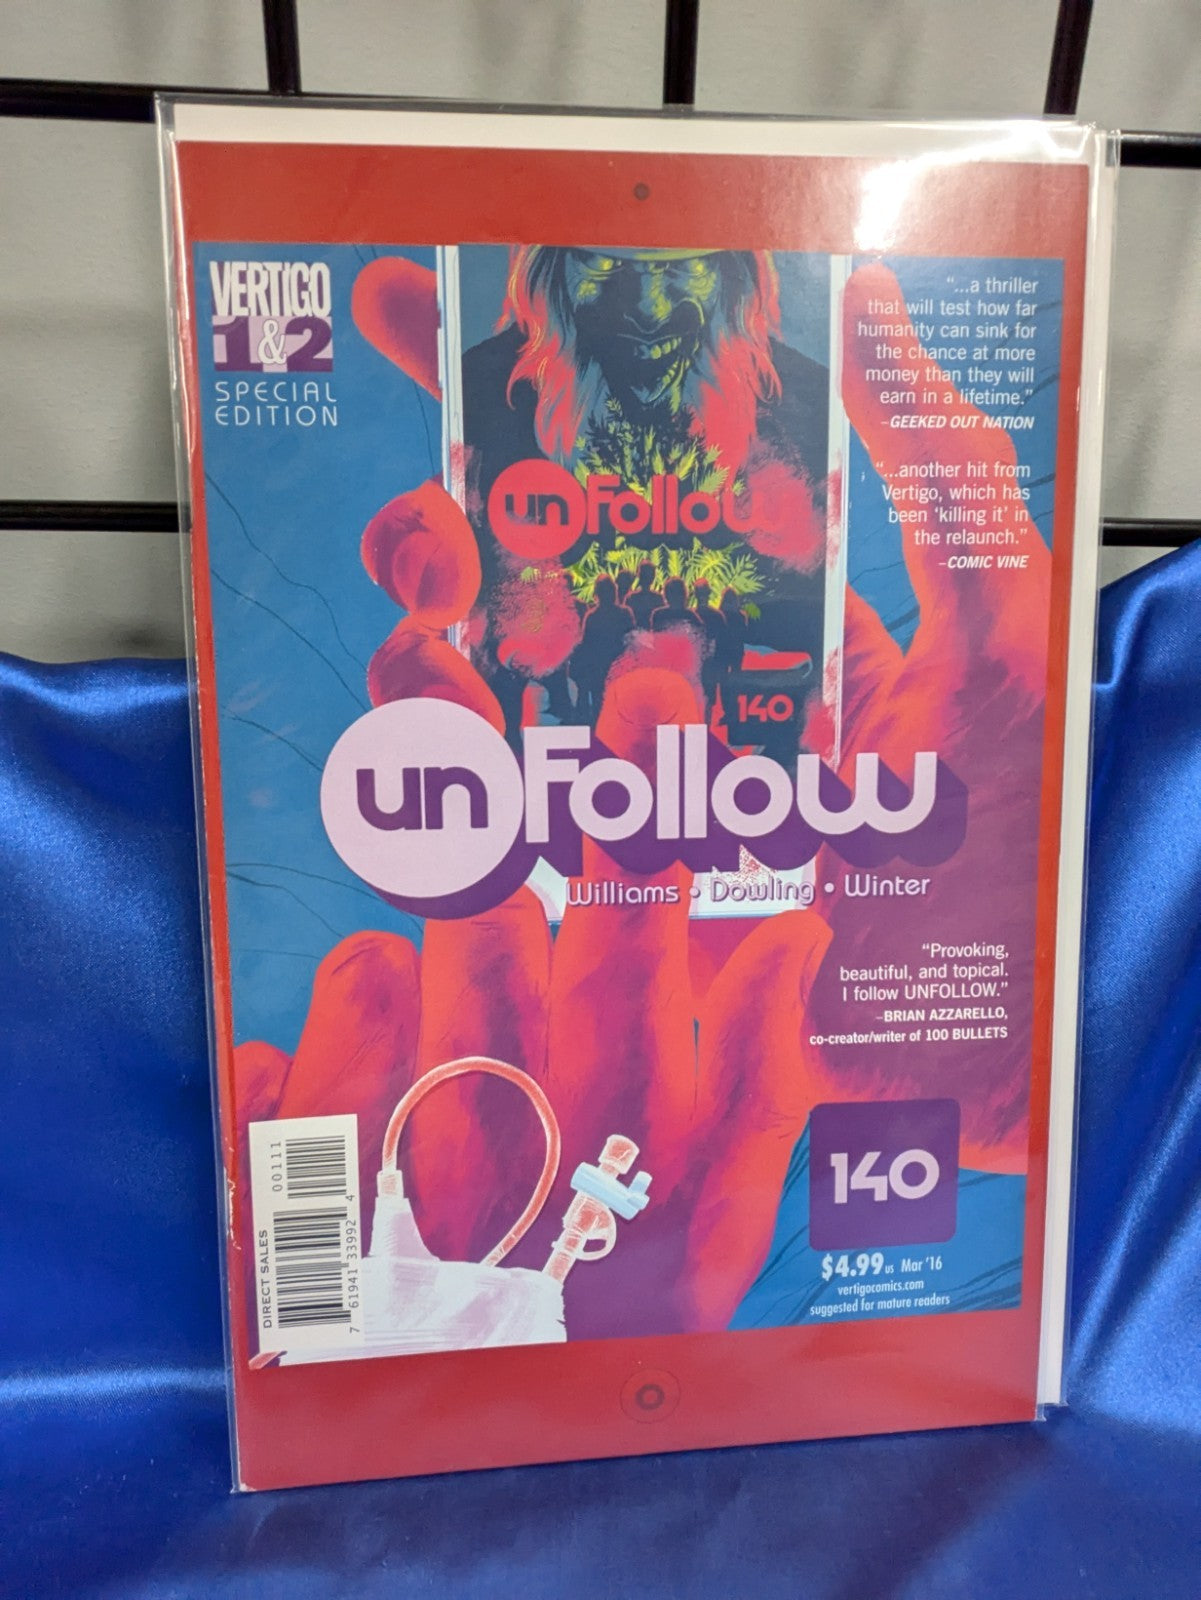 VERTIGO
1&2
SPECIAL
EDITION
"...a thriller
that will test how far
humanity can sink for
the chance at more
money than they will
earn in a lifetime."
–GEEKED OUT NATION
"...another hit from
Vertigo, which has
been 'killing it' in
the relaunch."
–COMIC VINE
unFollow
140
unFollow
Williams • Dowling • Winter
"Provoking,
beautiful, and topical.
I follow UNFOLLOW."
–BRIAN AZZARELLO,
co-creator/writer of 100 BULLETS
140
$4.99 US Mar '16
vertigocomics.com
suggested for mature readers
DIRECT SALES
7 61941 33992 4
00111